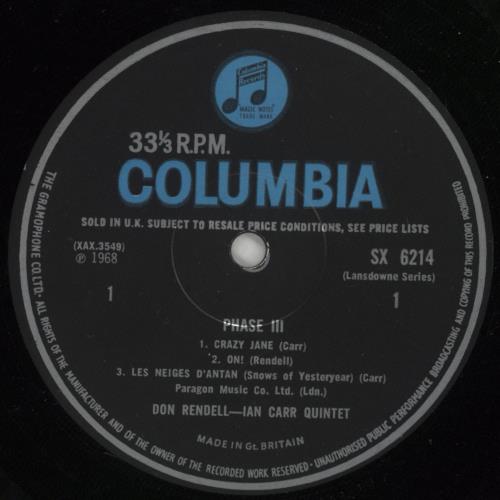 Columbia
Records
MAGIC NOTES
TRADE MARK
33⅓ R.P.M.
COLUMBIA
SOLD IN U.K. SUBJECT TO RESALE PRICE CONDITIONS, SEE PRICE LISTS
(XAX.3549)
℗ 1968
SX 6214
(Lansdowne Series)
1
1
PHASE III
1. CRAZY JANE (Carr)
2. ON! (Rendell)
3. LES NEIGES D'ANTAN (Snows of Yesteryear) (Carr)
Paragon Music Co. Ltd. (Ldn.)
DON RENDELL—IAN CARR QUINTET
MADE IN Gt. BRITAIN
THE GRAMOPHONE CO. LTD.· ALL RIGHTS OF THE MANUFACTURER AND OF THE OWNER OF THE RECORDED WORK RESERVED · UNAUTHORISED PUBLIC PERFORMANCE BROADCASTING AND COPYING OF THIS RECORD PROHIBITED